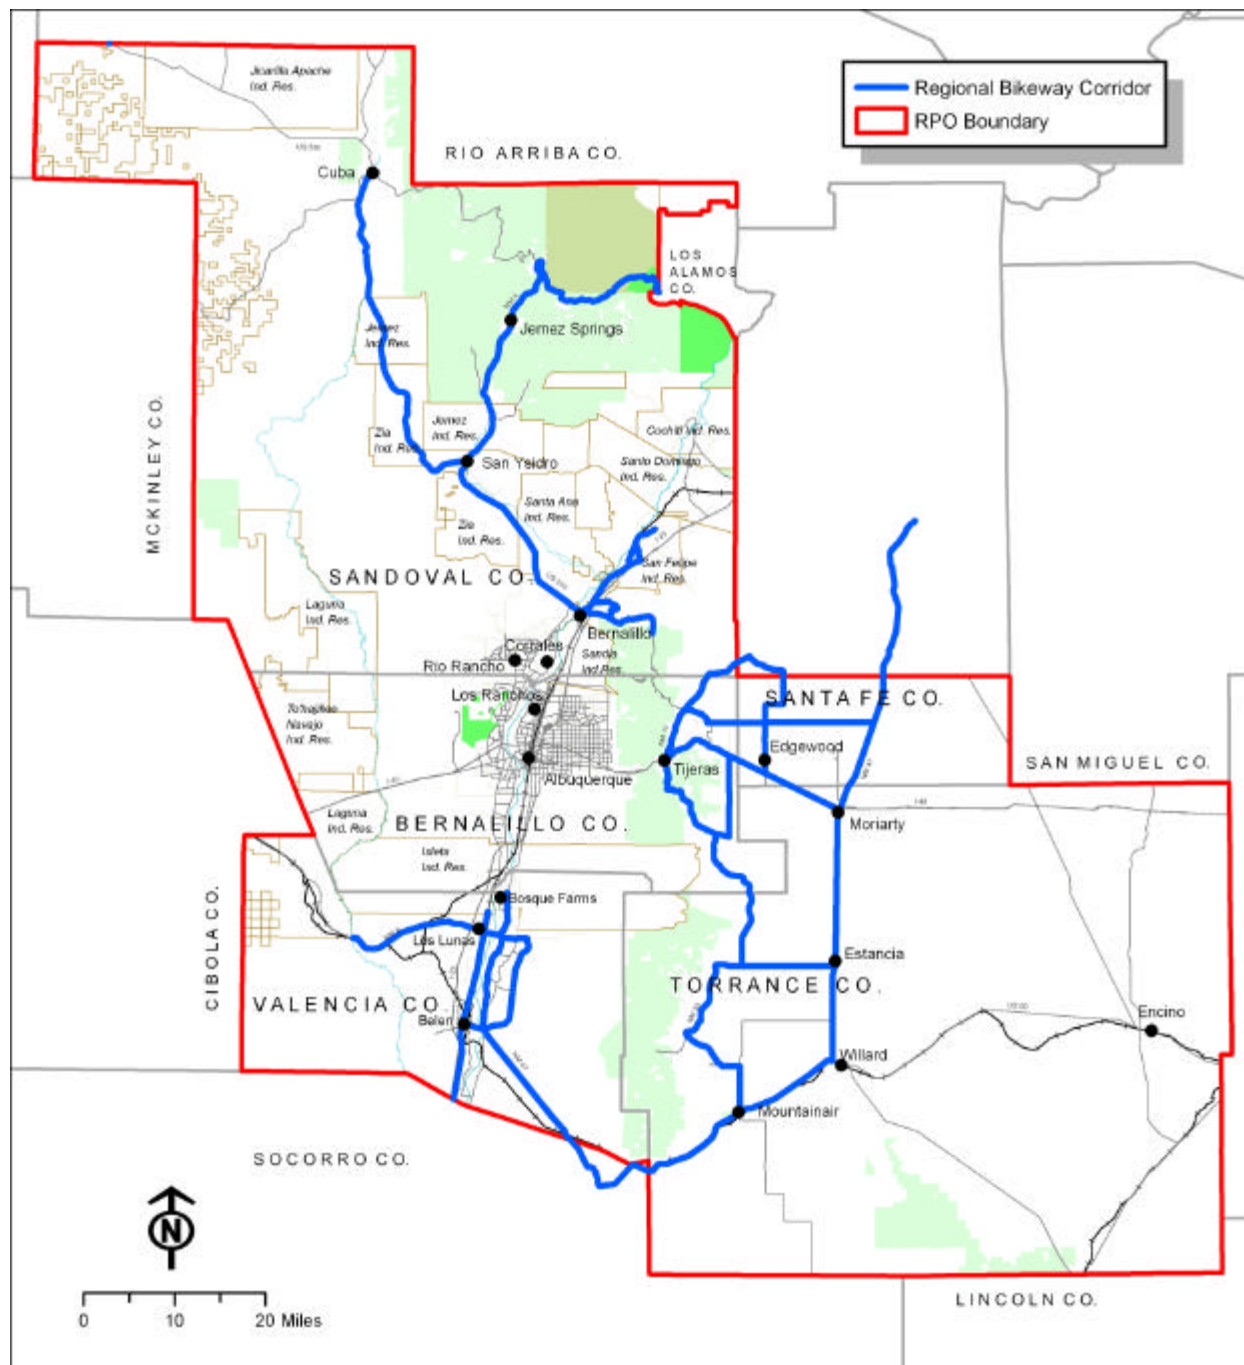 Regional Bikeway Corridor
RPO Boundary
Jicarilla Apache
Ind. Res.
RIO ARRIBA CO.
Cuba
LOS
ALAMOS
CO.
Jemez
Ind. Res.
Jemez Springs
MCKINLEY CO.
Zia
Ind. Res.
Jemez
Ind. Res.
Cochiti Ind. Res.
San Ysidro
Santo Domingo
Ind. Res.
Santa Ana
Ind. Res.
Zia
Ind. Res.
I-25
San Felipe
Ind. Res.
SANDOVAL CO.
Laguna
Ind. Res.
Bernalillo
Corrales
Sandia
Ind. Res.
Rio Rancho
Los Ranchos
SANTA FE CO.
To'hajiilee
Navajo
Ind. Res.
Edgewood
Tijeras
SAN MIGUEL CO.
Albuquerque
I-40
Laguna
Ind. Res.
BERNALILLO CO.
Moriarty
Isleta
Ind. Res.
Bosque Farms
CIBOLA CO.
Los Lunas
Estancia
TORRANCE CO.
VALENCIA CO.
Belen
Encino
Willard
Mountainair
SOCORRO CO.
N
0 10 20 Miles
LINCOLN CO.